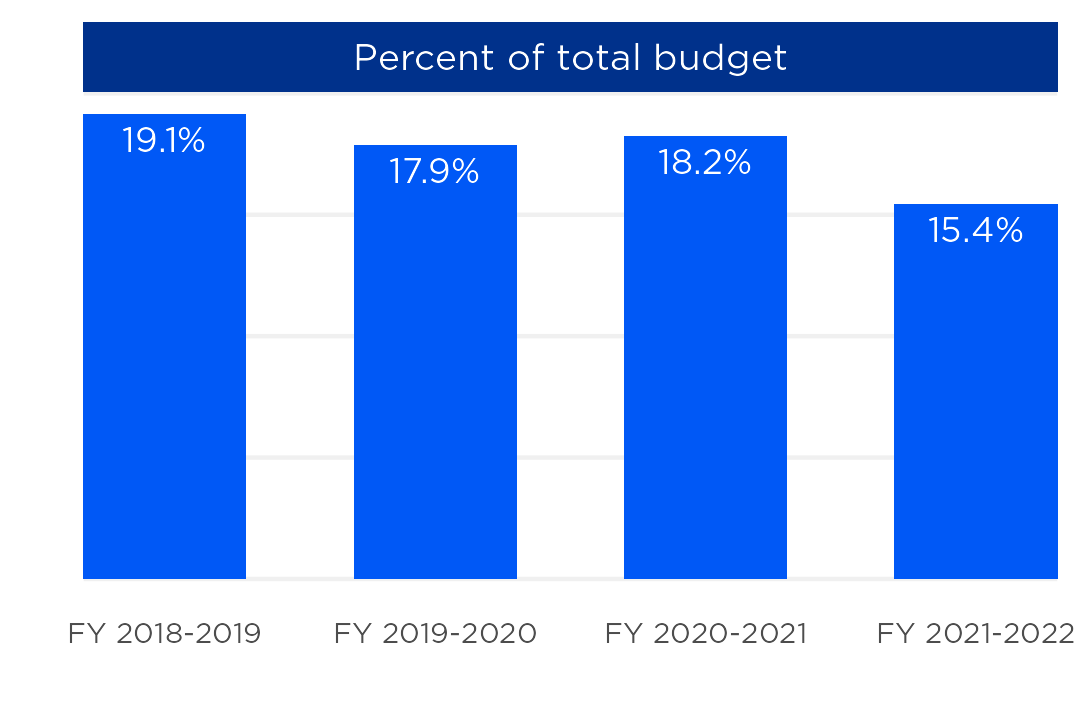 Percent of total budget
19.1%
17.9%
18.2%
15.4%
FY 2018-2019
FY 2019-2020
FY 2020-2021
FY 2021-2022